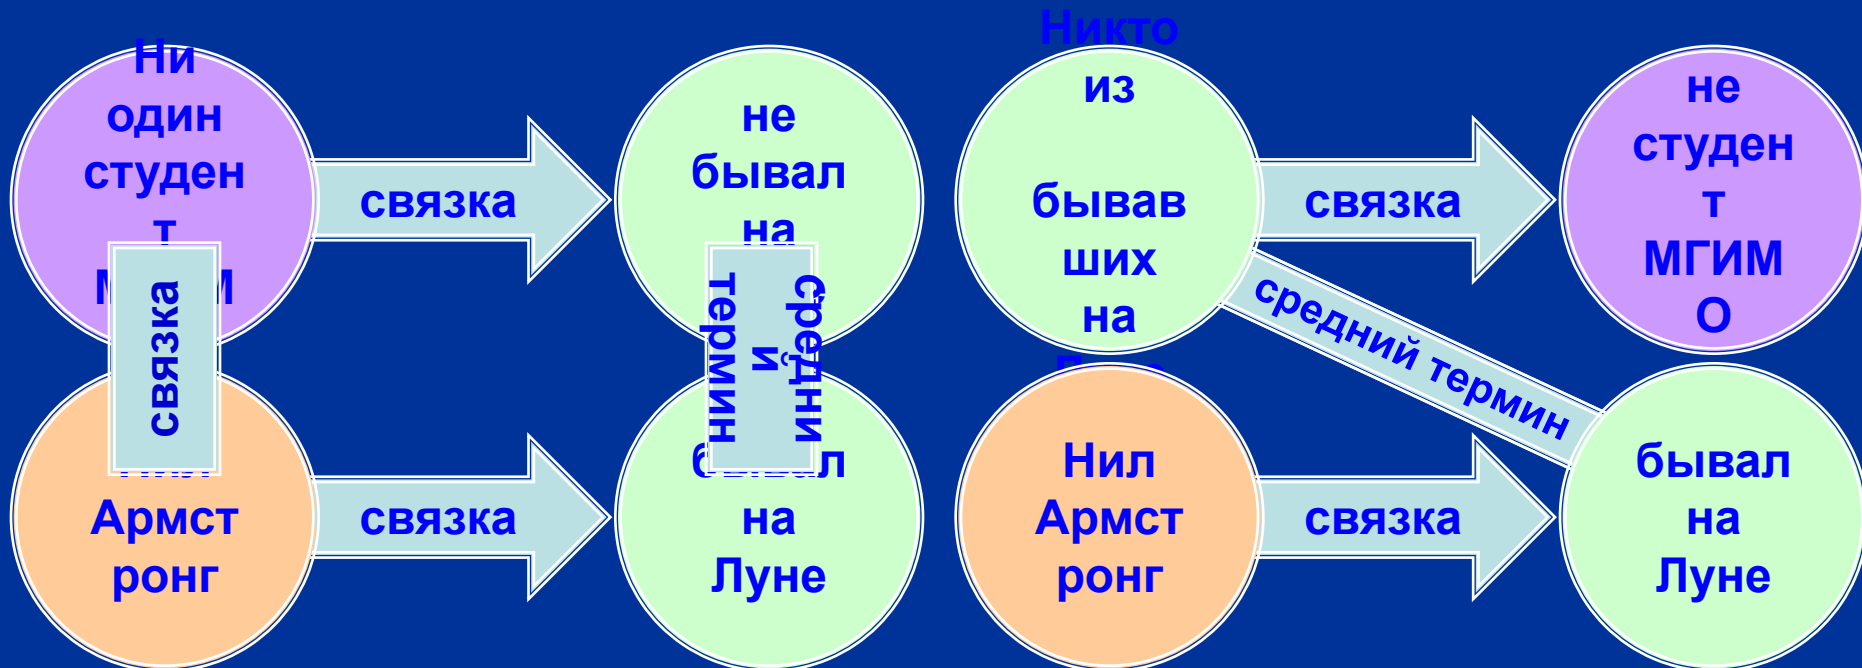 Ни
один
студен
т
связка
связка
Армст
ронг
связка
не
бывал
на
средни
й
термин
бывал
на
Луне
Никто
из
бывав
ших
на
связка
не
студен
т
МГИМ
О
средний термин
Нил
Армст
ронг
связка
бывал
на
Луне